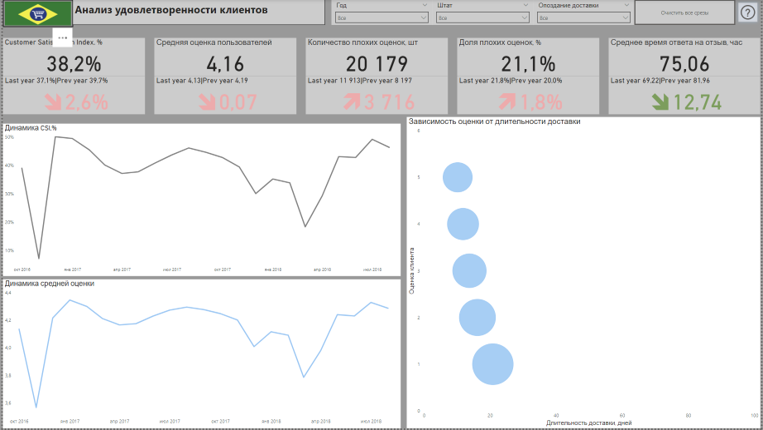 Анализ удовлетворенности клиентов
Год
Все
Штат
Все
Опоздание доставки
Все
Очистить все срезы
?
Customer Satis n Index, %
38,2%
Last year 37,1%|Prev year 39,7%
2,6%
Средняя оценка пользователей
4,16
Last year 4,13|Prev year 4,19
0,07
Количество плохих оценок, шт
20 179
Last year 11 913|Prev year 8 197
3 716
Доля плохих оценок, %
21,1%
Last year 21,8%|Prev year 20,0%
1,8%
Среднее время ответа на отзыв, час
75,06
Last year 69,22|Prev year 81,96
12,74
Динамика CSI,%
50%
40%
30%
20%
10%
окт 2016
янв 2017
апр 2017
июл 2017
окт 2017
янв 2018
апр 2018
июл 2018
Динамика средней оценки
4,4
4,2
4,0
3,8
3,6
окт 2016
янв 2017
апр 2017
июл 2017
окт 2017
янв 2018
апр 2018
июл 2018
Зависимость оценки от длительности доставки
Оценка клиента
6
5
4
3
2
1
0
0
20
40
60
80
100
Длительность доставки, дней